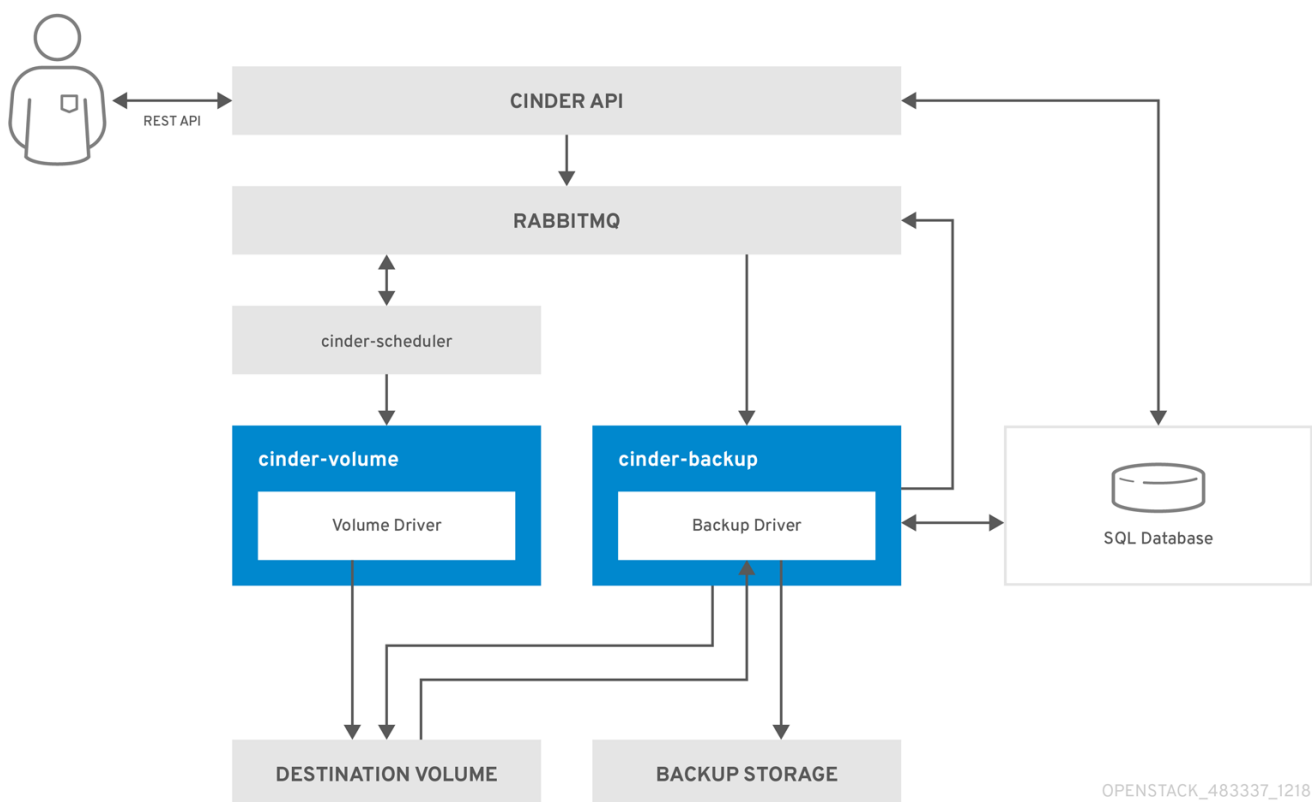 CINDER API
REST API
RABBITMQ
cinder-scheduler
cinder-volume
Volume Driver
cinder-backup
Backup Driver
SQL Database
DESTINATION VOLUME
BACKUP STORAGE
OPENSTACK_483337_1218